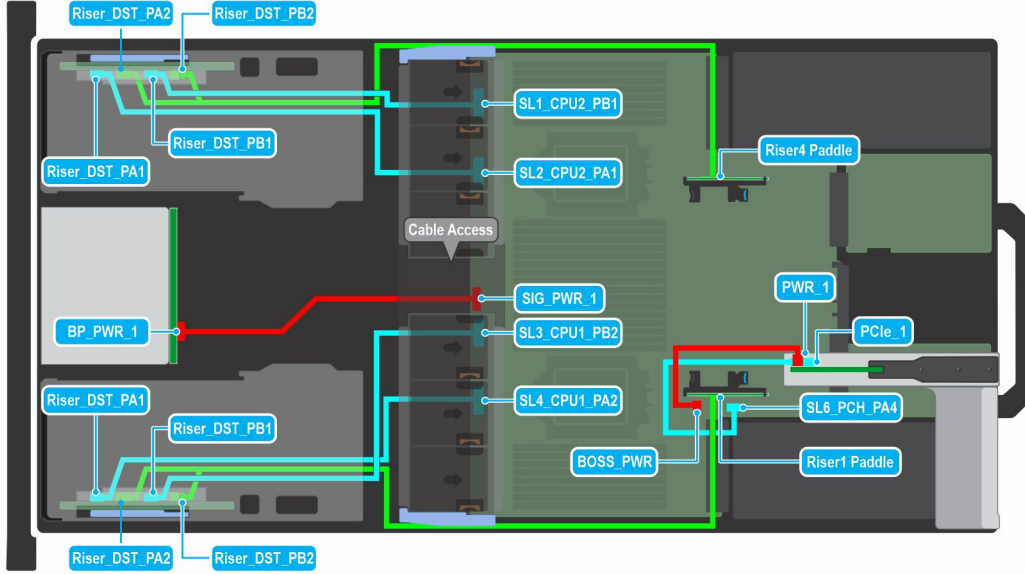 Riser_DST_PA2
Riser_DST_PB2
SL1_CPU2_PB1
Riser_DST_PB1
Riser4 Paddle
Riser_DST_PA1
SL2_CPU2_PA1
Cable Access
PWR_1
SIG_PWR_1
BP_PWR_1
SL3_CPU1_PB2
PCIe_1
Riser_DST_PA1
SL4_CPU1_PA2
SL6_PCH_PA4
Riser_DST_PB1
BOSS_PWR
Riser1 Paddle
Riser_DST_PA2
Riser_DST_PB2